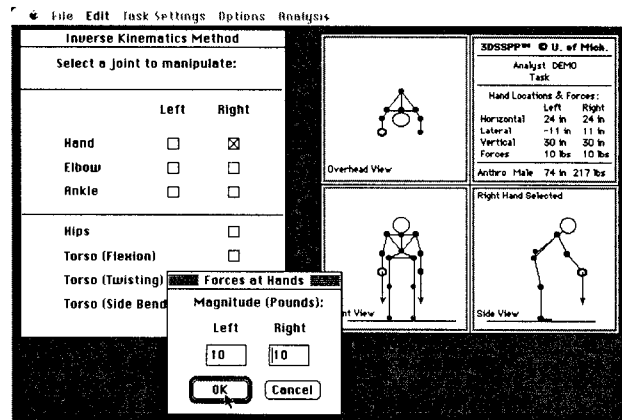 File Edit Task Settings Options Analysis
Inverse Kinematics Method
Select a joint to manipulate:
Left Right
Hand
Elbow
Ankle
Hips
Torso (Flexion)
Torso (Twisting)
Torso (Side Bend
Forces at Hands
Magnitude (Pounds):
Left Right
10 10
OK Cancel
Overhead View
3DSSPP™ © U. of Mich.
Analyst DEMO
Task
Hand Locations & Forces:
Left Right
Horizontal 24 in 24 in
Lateral -11 in 11 in
Vertical 30 in 30 in
Forces 10 lbs 10 lbs
Anthro Male 74 in 217 lbs
nt View
Right Hand Selected
Side View